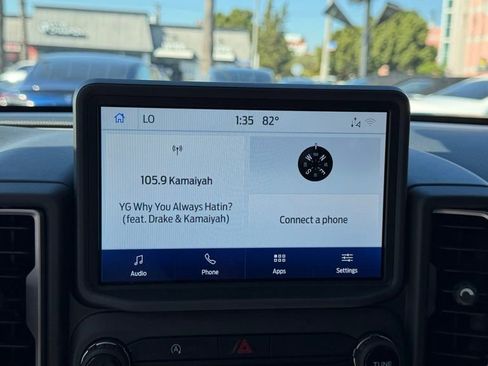 LO 1:35 82°
105.9 Kamaiyah
YG Why You Always Hatin?
(feat. Drake & Kamaiyah)
N
E
S
W
Connect a phone
Audio Phone Apps Settings
TUNE